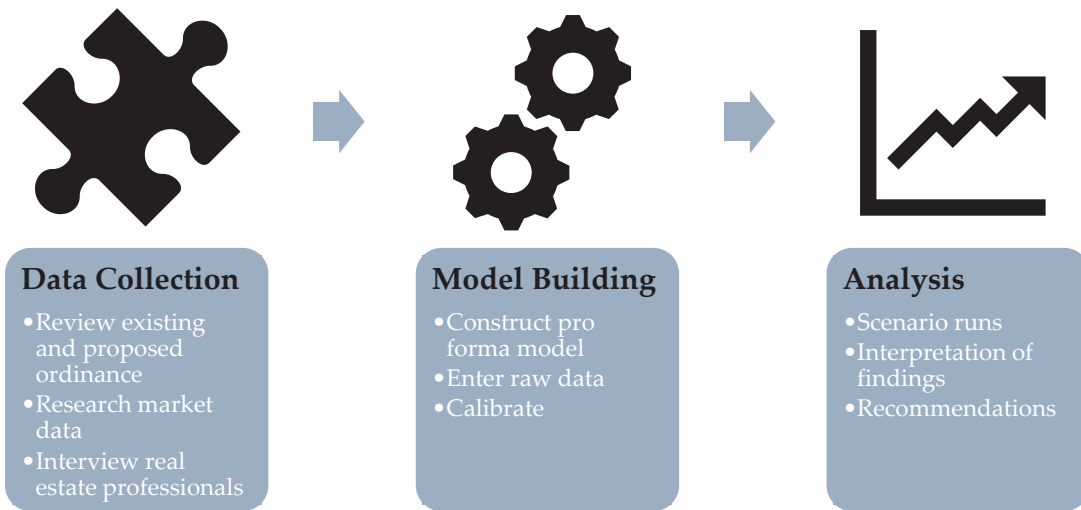 Data Collection
•Review existing
and proposed
ordinance
•Research market
data
•Interview real
estate professionals
Model Building
•Construct pro
forma model
•Enter raw data
•Calibrate
Analysis
•Scenario runs
•Interpretation of
findings
•Recommendations